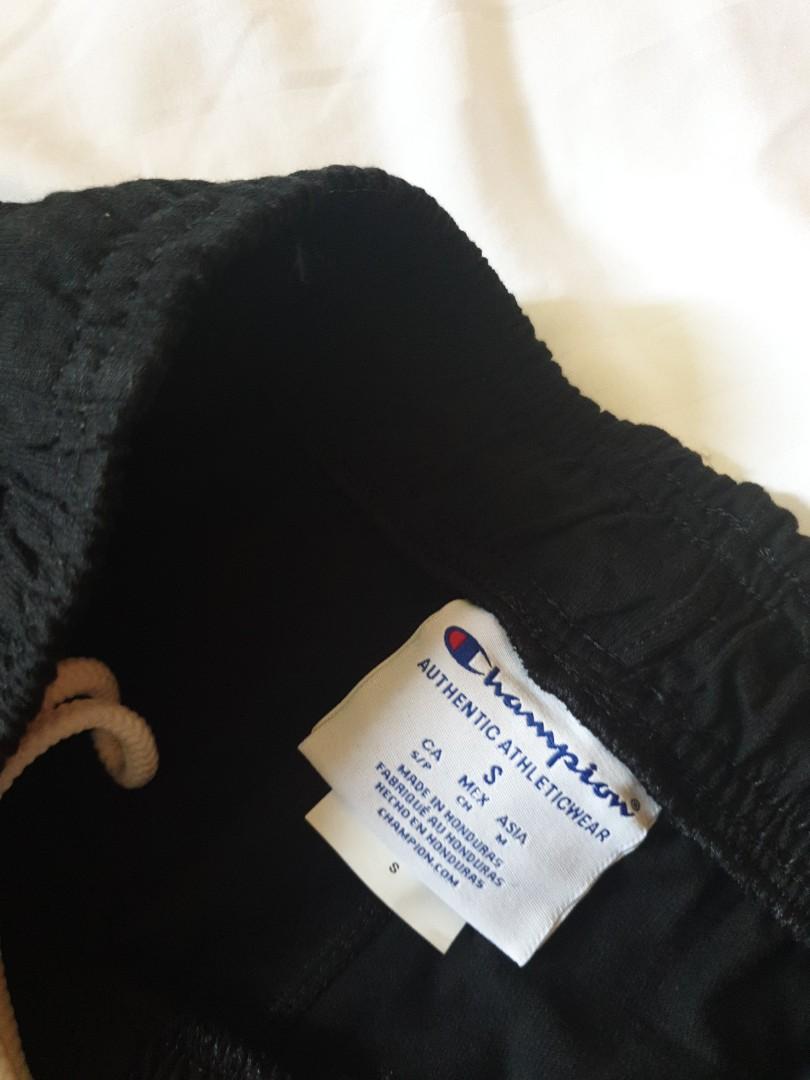 Champion®
AUTHENTIC ATHLETICWEAR
S
CA MEX ASIA
S/P CH M
MADE IN HONDURAS
FABRIQUÉ AU HONDURAS
HECHO EN HONDURAS
CHAMPION.COM
S